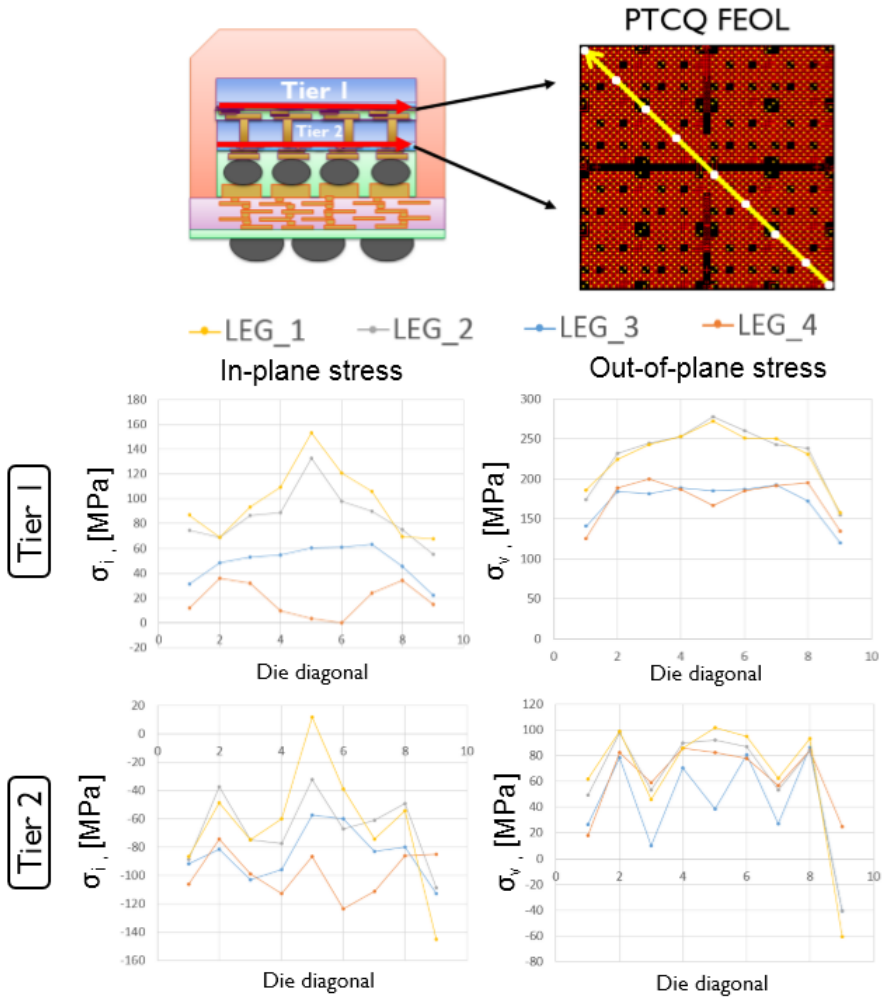 PTCQ FEOL
Tier 1
Tier 2
LEG_1 LEG_2 LEG_3 LEG_4
In-plane stress Out-of-plane stress
Tier 1
σi , [MPa]
180
160
140
120
100
80
60
40
20
0
-20
0 2 4 6 8 10
Die diagonal
σv , [MPa]
300
250
200
150
100
50
0
0 2 4 6 8 10
Die diagonal
Tier 2
σi , [MPa]
20
0
-20
-40
-60
-80
-100
-120
-140
-160
0 2 4 6 8 10
Die diagonal
σv , [MPa]
120
100
80
60
40
20
0
-20
-40
-60
-80
0 2 4 6 8 10
Die diagonal